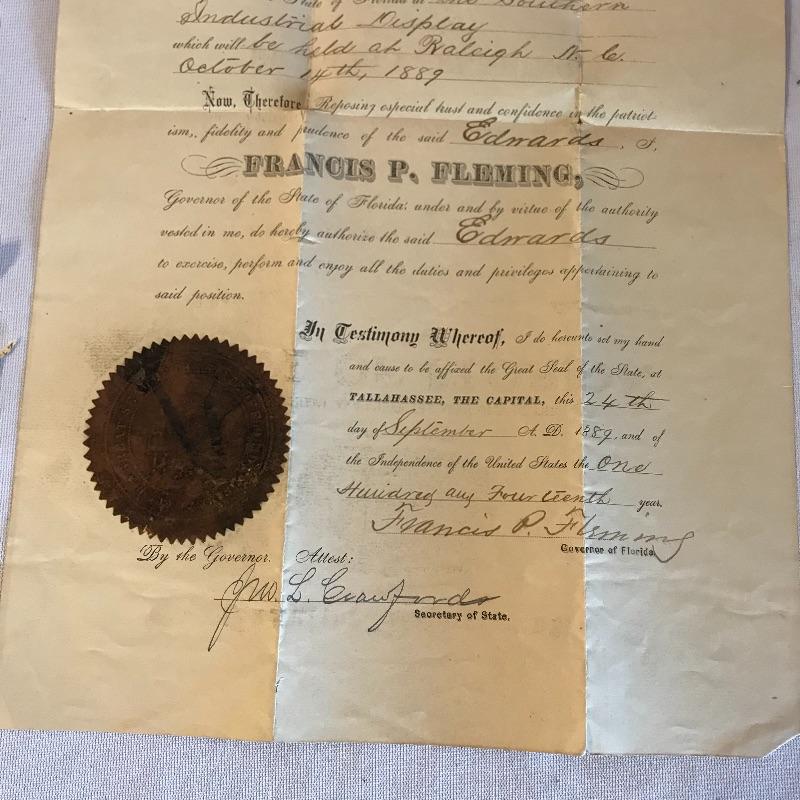 State of Florida at the Southern
Industrial Display
which will be held at Raleigh N. C.
October 14th, 1889
Now, Therefore, Reposing especial trust and confidence in the patriot-
ism, fidelity and prudence of the said Edwards, I,
FRANCIS P. FLEMING,
Governor of the State of Florida, under and by virtue of the authority
vested in me, do hereby authorize the said Edwards
to exercise, perform and enjoy all the duties and privileges appertaining to
said position.
In Testimony Whereof, I do hereunto set my hand
and cause to be affixed the Great Seal of the State, at
TALLAHASSEE, THE CAPITAL, this 24th
day of September A. D. 1889, and of
the Independence of the United States the One
Hundred and Fourteenth year.
Francis P. Fleming
Governor of Florida.
By the Governor. Attest:
Jno. L. Crawford
Secretary of State.